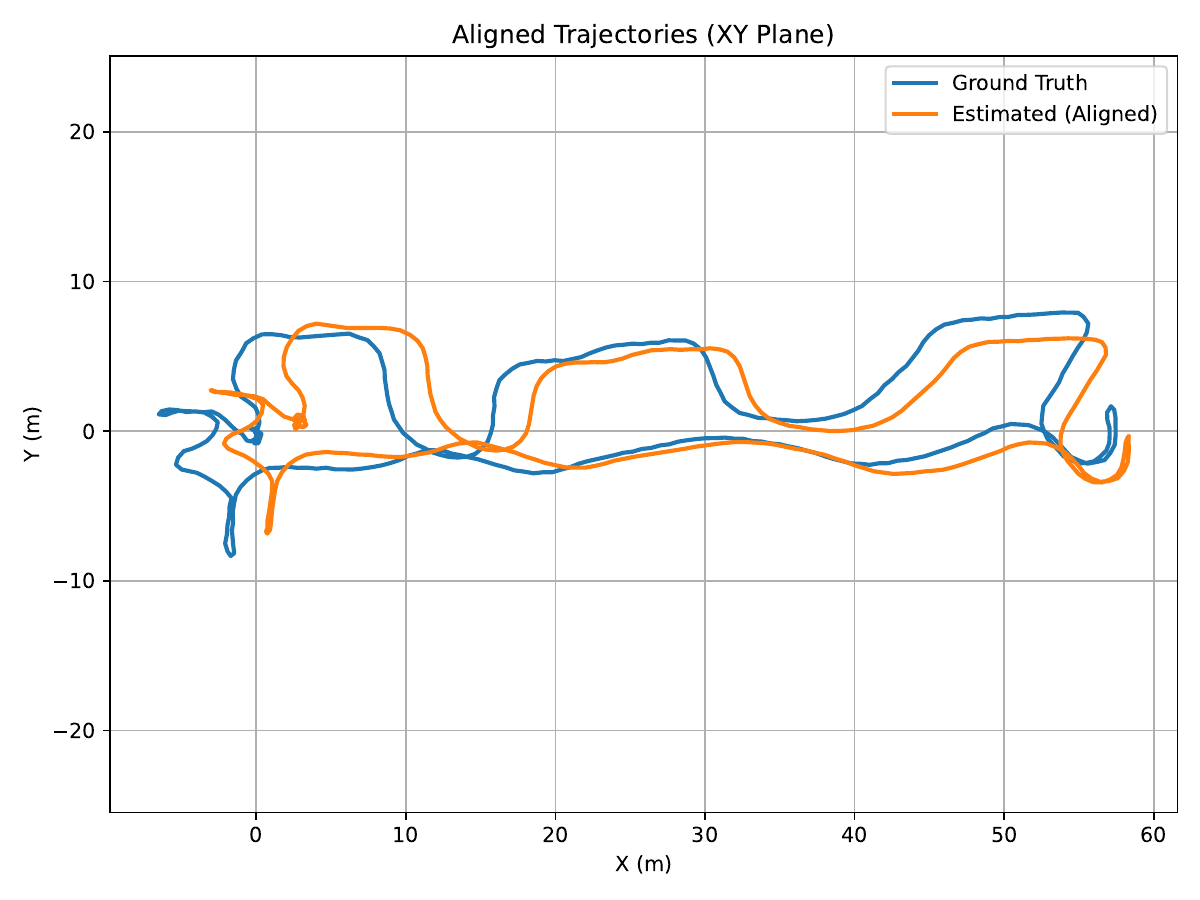 Aligned Trajectories (XY Plane)
Ground Truth
Estimated (Aligned)
20
10
0
−10
−20
Y (m)
0 10 20 30 40 50 60
X (m)